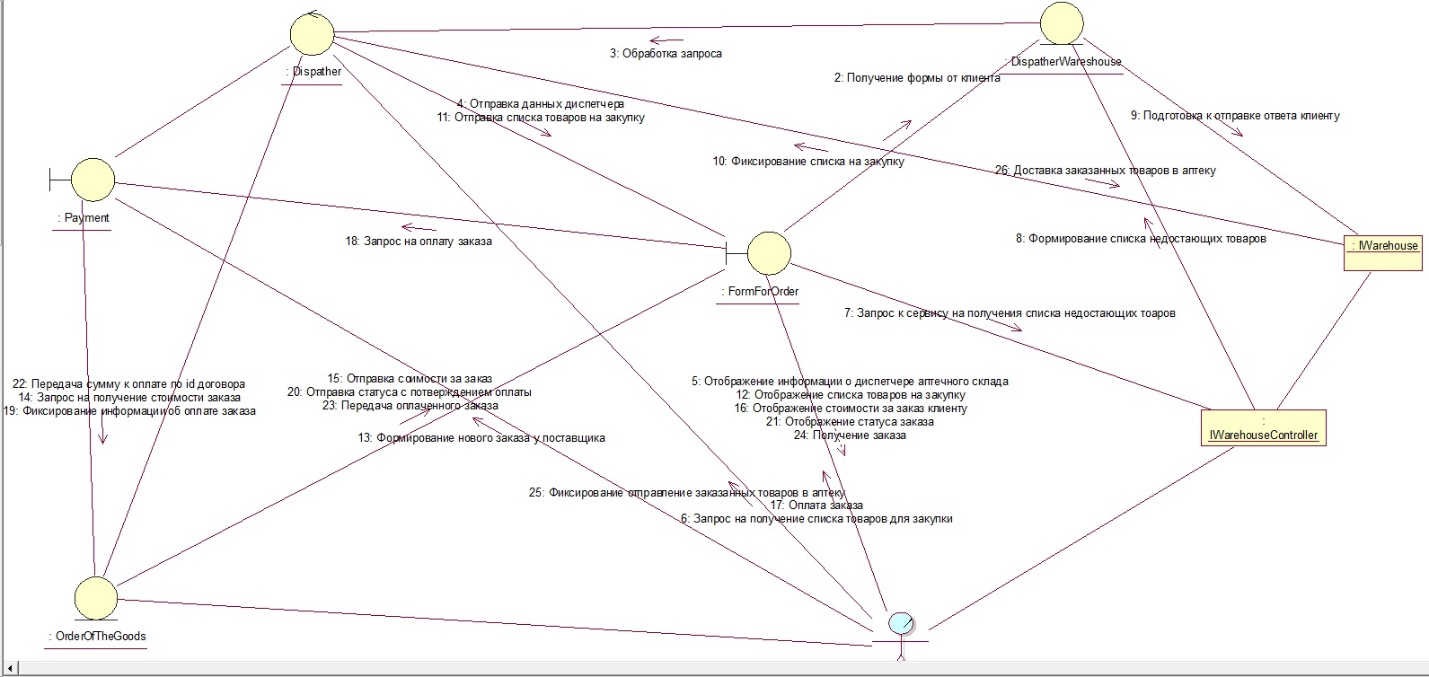 3: Обработка запроса
: Dispather
: DispatherWareshouse
2: Получение формы от клиента
4: Отправка данных диспетчера
11: Отправка списка товаров на закупку
9: Подготовка к отправке ответа клиенту
10: Фиксирование списка на закупку
26: Доставка заказанных товаров в аптеку
: Payment
18: Запрос на оплату заказа
8: Формирование списка недостающих товаров
: IWarehouse
: FormForOrder
7: Запрос к сервису на получения списка недостающих тоаров
22: Передача сумму к оплате по id договора
14: Запрос на получение стоимости заказа
19: Фиксирование информации об оплате заказа
15: Отправка соимости за заказ
20: Отправка статуса с потверждением оплаты
23: Передача оплаченного заказа
13: Формирование нового заказа у поставщика
5: Отображение информации о диспетчере аптечного склада
12: Отображение списка товаров на закупку
16: Отображение стоимости за заказ клиенту
21: Отображение статуса заказа
24: Получение заказа
:
IWarehouseController
25: Фиксирование отправление заказанных товаров в аптеку
17: Оплата заказа
6: Запрос на получение списка товаров для закупки
: OrderOfTheGoods